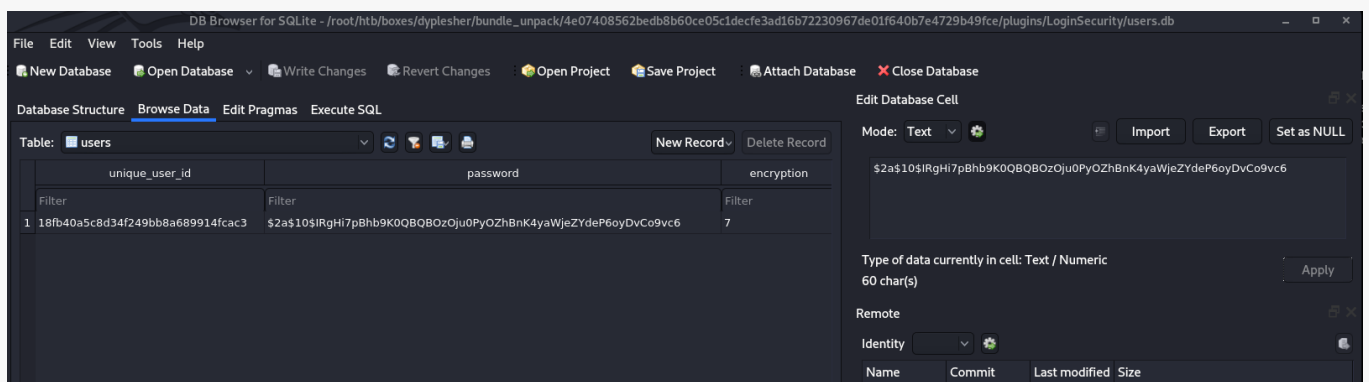 DB Browser for SQLite - /root/htb/boxes/dyplesher/bundle_unpack/4e07408562bedb8b60ce05c1decfe3ad16b72230967de01f640b7e4729b49fce/plugins/LoginSecurity/users.db
File Edit View Tools Help
New Database Open Database Write Changes Revert Changes Open Project Save Project Attach Database Close Database
Database Structure Browse Data Edit Pragmas Execute SQL
Table: users New Record Delete Record
unique_user_id password encryption
Filter Filter Filter
1 18fb40a5c8d34f249bb8a689914fcac3 $2a$10$IRgHi7pBhb9K0QBQBOzOju0PyOZhBnK4yaWjeZYdeP6oyDvCo9vc6 7
Edit Database Cell
Mode: Text Import Export Set as NULL
$2a$10$IRgHi7pBhb9K0QBQBOzOju0PyOZhBnK4yaWjeZYdeP6oyDvCo9vc6
Type of data currently in cell: Text / Numeric
60 char(s)
Apply
Remote
Identity
Name Commit Last modified Size